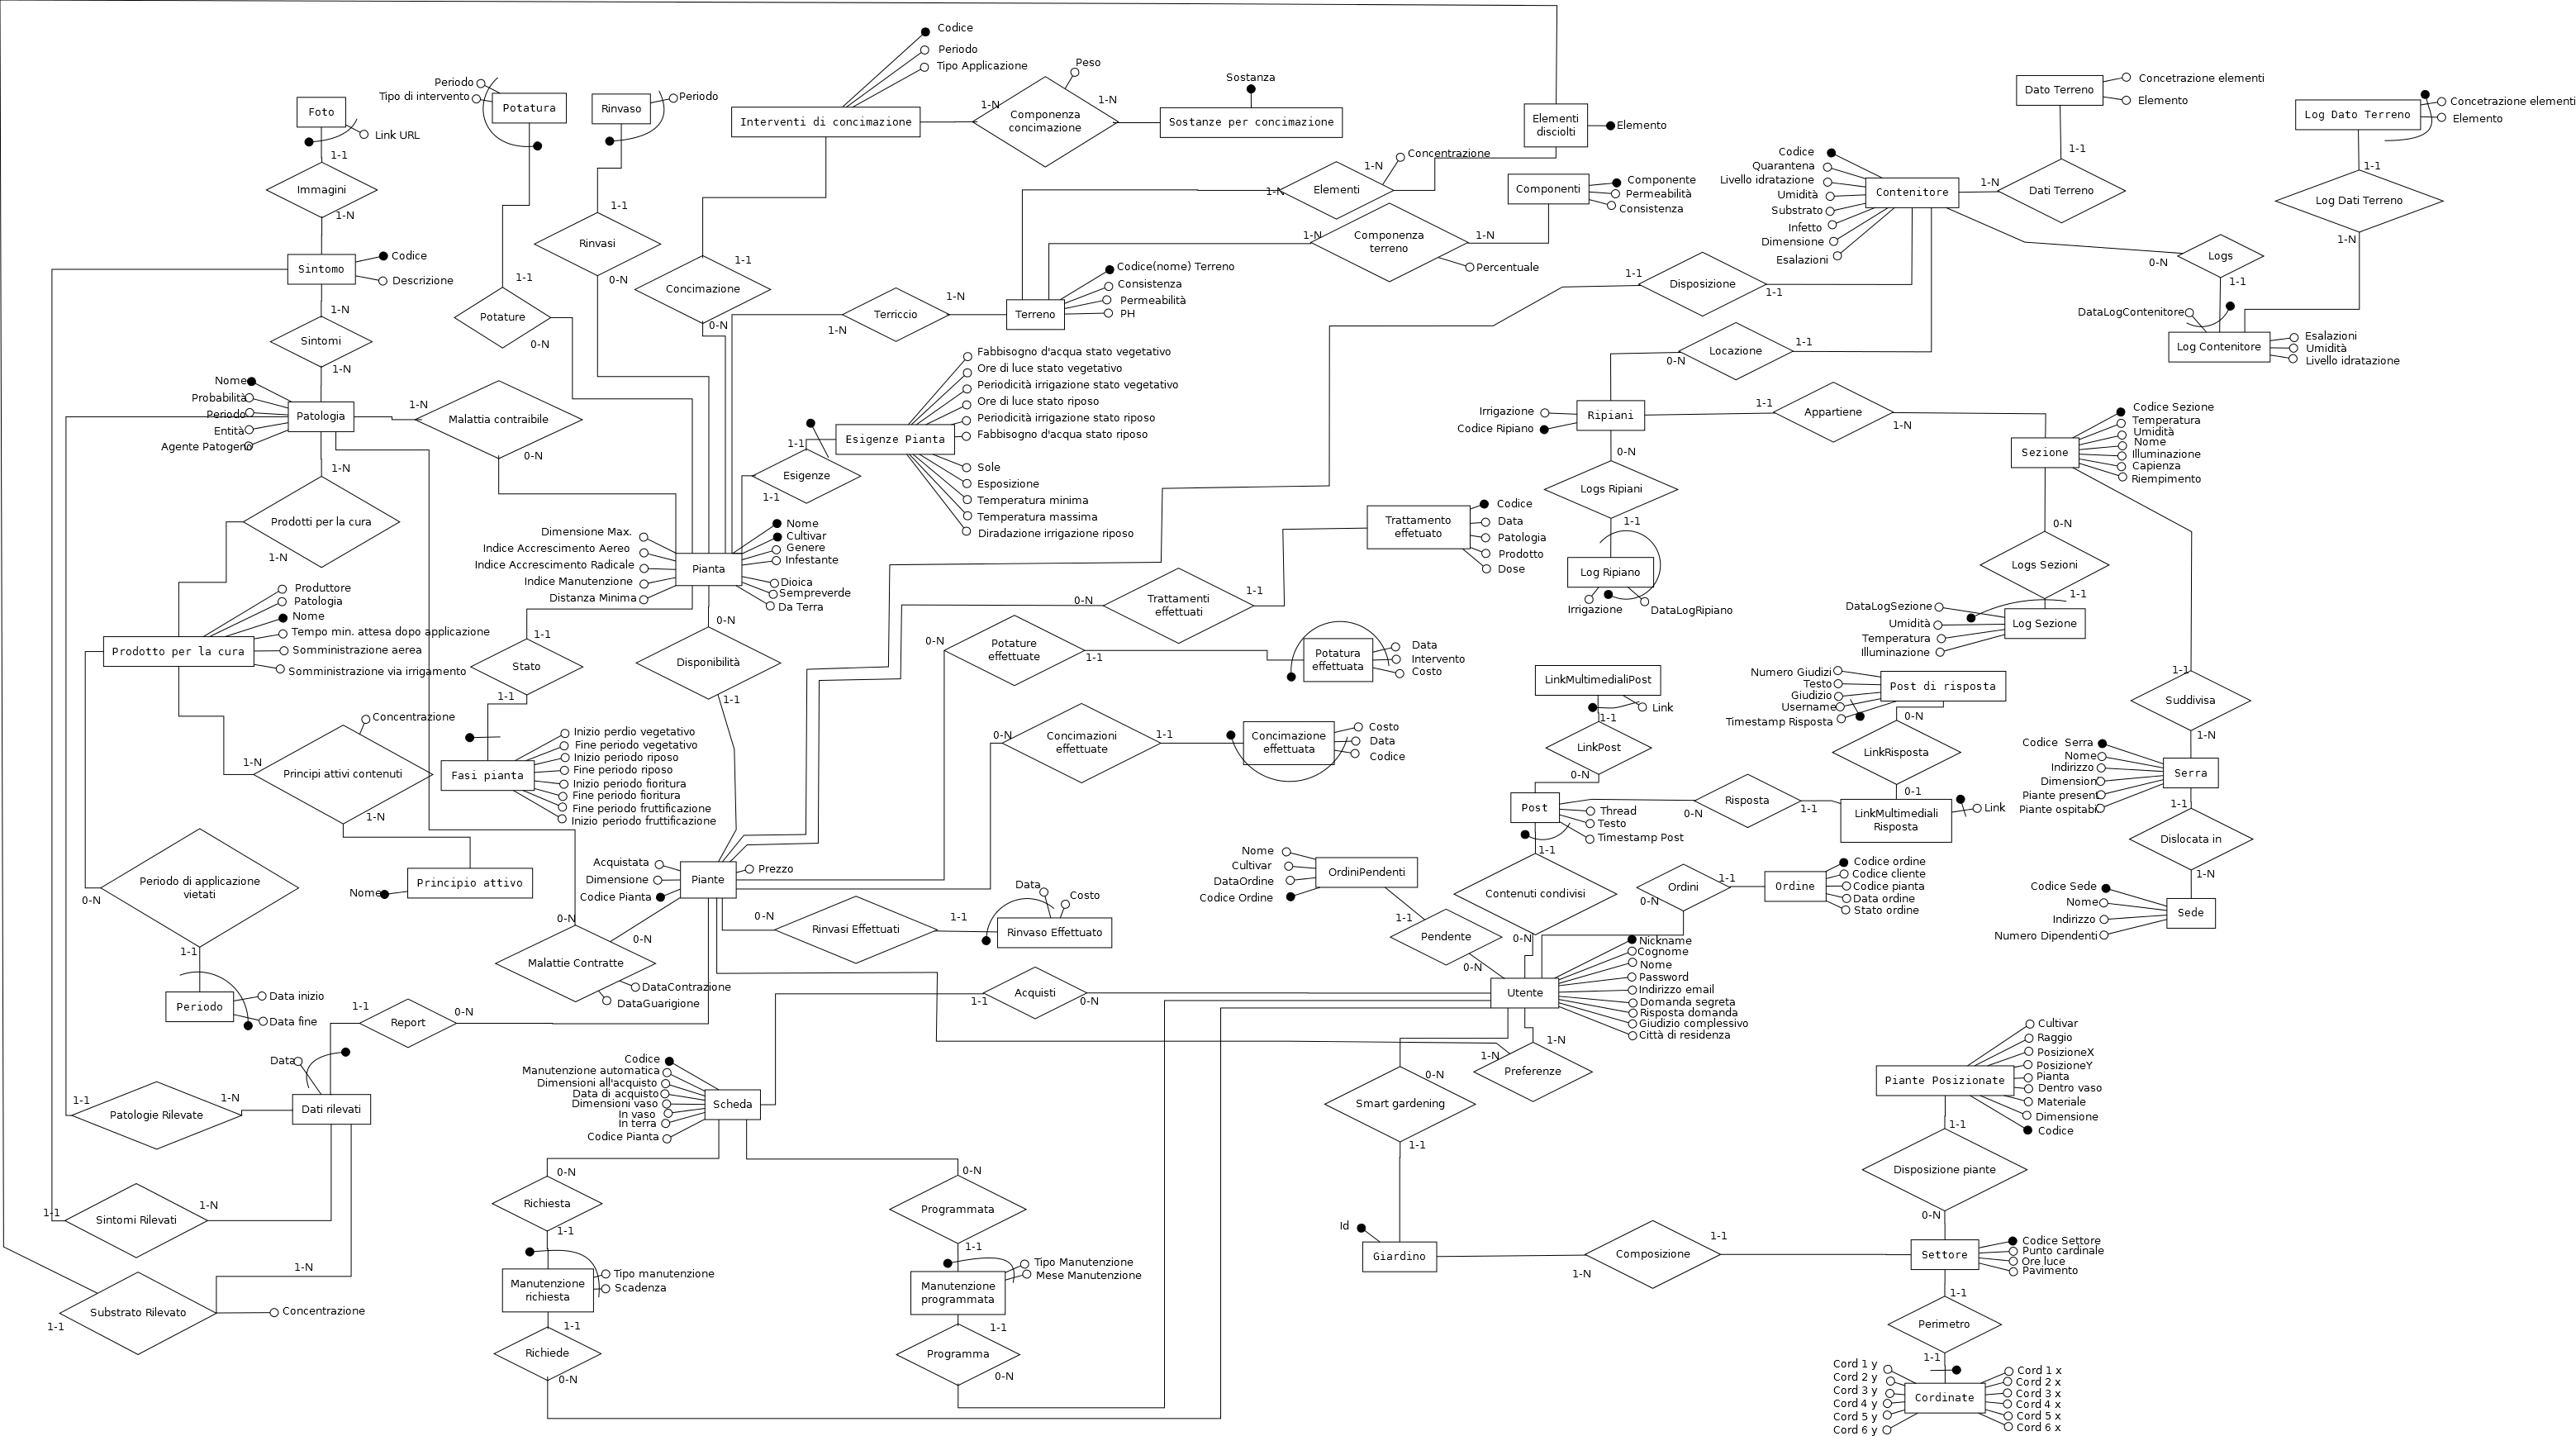 Codice
Periodo
Tipo Applicazione
Peso
Sostanza
1-N
1-N
Interventi di concimazione
Componenza
concimazione
Sostanze per concimazione
Periodo
Tipo di intervento
Potatura
Rinvaso
Periodo
Foto
Link URL
1-1
Immagini
1-N
Sintomo
Codice
Descrizione
1-N
Sintomi
1-N
1-1
Rinvasi
0-N
1-1
Potature
0-N
1-1
Concimazione
0-N
Elementi
disciolti
Elemento
Concentrazione
1-N
1-N
Elementi
Componenti
Componente
Permeabilità
Consistenza
1-N
Componenza
terreno
1-N
Percentuale
Codice(nome) Terreno
Consistenza
Permeabilità
PH
Terreno
1-N
Terriccio
1-N
Dato Terreno
Concetrazione elementi
Elemento
1-1
Dati Terreno
1-N
Log Dato Terreno
Concetrazione elementi
Elemento
1-1
Log Dati Terreno
1-N
Codice
Quarantena
Livello idratazione
Umidità
Substrato
Infetto
Dimensione
Esalazioni
Contenitore
Logs
0-N
1-1
DataLogContenitore
Log Contenitore
Esalazioni
Umidità
Livello idratazione
1-1
Disposizione
1-1
Locazione
1-1
0-N
Nome
Probabilità
Periodo
Entità
Agente Patogeno
Patologia
1-N
Malattia contraibile
0-N
1-N
Prodotti per la cura
1-N
Fabbisogno d'acqua stato vegetativo
Ore di luce stato vegetativo
Periodicità irrigazione stato vegetativo
Ore di luce stato riposo
Periodicità irrigazione stato riposo
Fabbisogno d'acqua stato riposo
Sole
Esposizione
Temperatura minima
Temperatura massima
Diradazione irrigazione riposo
Esigenze Pianta
1-1
Esigenze
1-1
Irrigazione
Codice Ripiano
Ripiani
1-1
Appartiene
1-N
Codice Sezione
Temperatura
Umidità
Nome
Illuminazione
Capienza
Riempimento
Sezione
0-N
Logs Ripiani
1-1
Log Ripiano
Irrigazione
DataLogRipiano
0-N
Logs Sezioni
1-1
DataLogSezione
Umidità
Temperatura
Illuminazione
Log Sezione
Dimensione Max.
Indice Accrescimento Aereo
Indice Accrescimento Radicale
Indice Manutenzione
Distanza Minima
Pianta
Nome
Cultivar
Genere
Infestante
Dioica
Sempreverde
Da Terra
Trattamento
effetuato
Codice
Data
Patologia
Prodotto
Dose
0-N
Trattamenti
effettuati
1-1
Produttore
Patologia
Nome
Tempo min. attesa dopo applicazione
Somministrazione aerea
Somministrazione via irrigamento
Prodotto per la cura
1-1
Stato
1-1
0-N
Disponibilità
1-1
0-N
Potature
effettuate
1-1
Potatura
effettuata
Data
Intervento
Costo
0-N
Concimazioni
effettuate
1-1
Concimazione
effettuata
Costo
Data
Codice
Concentrazione
1-N
Principi attivi contenuti
1-N
Inizio perdio vegetativo
Fine periodo vegetativo
Inizio periodo riposo
Fine periodo riposo
Inizio periodo fioritura
Fine periodo fioritura
Fine periodo fruttificazione
Inizio periodo fruttificazione
Fasi pianta
LinkMultimedialiPost
Link
1-1
LinkPost
0-N
Numero Giudizi
Testo
Giudizio
Username
Timestamp Risposta
Post di risposta
0-N
LinkRisposta
0-1
LinkMultimediali
Risposta
Link
Post
Thread
Testo
Timestamp Post
0-N
Risposta
1-1
1-1
Suddivisa
1-N
Codice Serra
Nome
Indirizzo
Dimension
Piante present
Piante ospitabi
Serra
1-1
Dislocata in
1-N
Codice Sede
Nome
Indirizzo
Numero Dipendenti
Sede
Periodo di applicazione
vietati
0-N
1-1
Nome
Principio attivo
Acquistata
Dimensione
Codice Pianta
Piante
Prezzo
0-N
Malattie Contratte
0-N
DataContrazione
DataGuarigione
0-N
Rinvasi Effettuati
1-1
Data
Costo
Rinvaso Effettuato
Nome
Cultivar
DataOrdine
Codice Ordine
OrdiniPendenti
1-1
Pendente
0-N
1-1
Contenuti condivisi
0-N
Ordini
0-N
1-1
Ordine
Codice ordine
Codice cliente
Codice pianta
Data ordine
Stato ordine
Periodo
Data inizio
Data fine
1-1
Report
0-N
1-1
Acquisti
0-N
Utente
Nickname
Cognome
Nome
Password
Indirizzo email
Domanda segreta
Risposta domanda
Giudizio complessivo
Città di residenza
1-N
Preferenze
1-N
Data
Dati rilevati
1-1
Patologie Rilevate
1-N
Codice
Manutenzione automatica
Dimensioni all'acquisto
Data di acquisto
Dimensioni vaso
In vaso
In terra
Codice Pianta
Scheda
0-N
Smart gardening
1-1
Cultivar
Raggio
PosizioneX
PosizioneY
Pianta
Dentro vaso
Materiale
Dimensione
Codice
Piante Posizionate
1-1
Disposizione piante
0-N
1-1
Sintomi Rilevati
1-N
0-N
Richiesta
1-1
0-N
Programmata
1-1
Id
Giardino
1-N
Composizione
1-1
Settore
Codice Settore
Punto cardinale
Ore luce
Pavimento
1-N
Substrato Rilevato
1-1
Concentrazione
Manutenzione
richiesta
Tipo manutenzione
Scadenza
1-1
Richiede
0-N
Manutenzione
programmata
Tipo Manutenzione
Mese Manutenzione
1-1
Programma
0-N
1-1
Perimetro
1-1
Cord 1 y
Cord 2 y
Cord 3 y
Cord 4 y
Cord 5 y
Cord 6 y
Cordinate
Cord 1 x
Cord 2 x
Cord 3 x
Cord 4 x
Cord 5 x
Cord 6 x